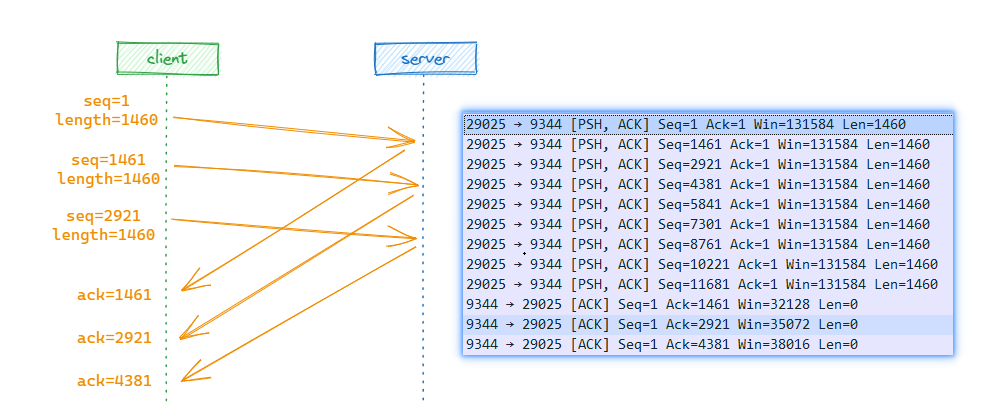 client
server
seq=1
length=1460
seq=1461
length=1460
seq=2921
length=1460
ack=1461
ack=2921
ack=4381
29025 → 9344 [PSH, ACK] Seq=1 Ack=1 Win=131584 Len=1460
29025 → 9344 [PSH, ACK] Seq=1461 Ack=1 Win=131584 Len=1460
29025 → 9344 [PSH, ACK] Seq=2921 Ack=1 Win=131584 Len=1460
29025 → 9344 [PSH, ACK] Seq=4381 Ack=1 Win=131584 Len=1460
29025 → 9344 [PSH, ACK] Seq=5841 Ack=1 Win=131584 Len=1460
29025 → 9344 [PSH, ACK] Seq=7301 Ack=1 Win=131584 Len=1460
29025 → 9344 [PSH, ACK] Seq=8761 Ack=1 Win=131584 Len=1460
29025 → 9344 [PSH, ACK] Seq=10221 Ack=1 Win=131584 Len=1460
29025 → 9344 [PSH, ACK] Seq=11681 Ack=1 Win=131584 Len=1460
9344 → 29025 [ACK] Seq=1 Ack=1461 Win=32128 Len=0
9344 → 29025 [ACK] Seq=1 Ack=2921 Win=35072 Len=0
9344 → 29025 [ACK] Seq=1 Ack=4381 Win=38016 Len=0